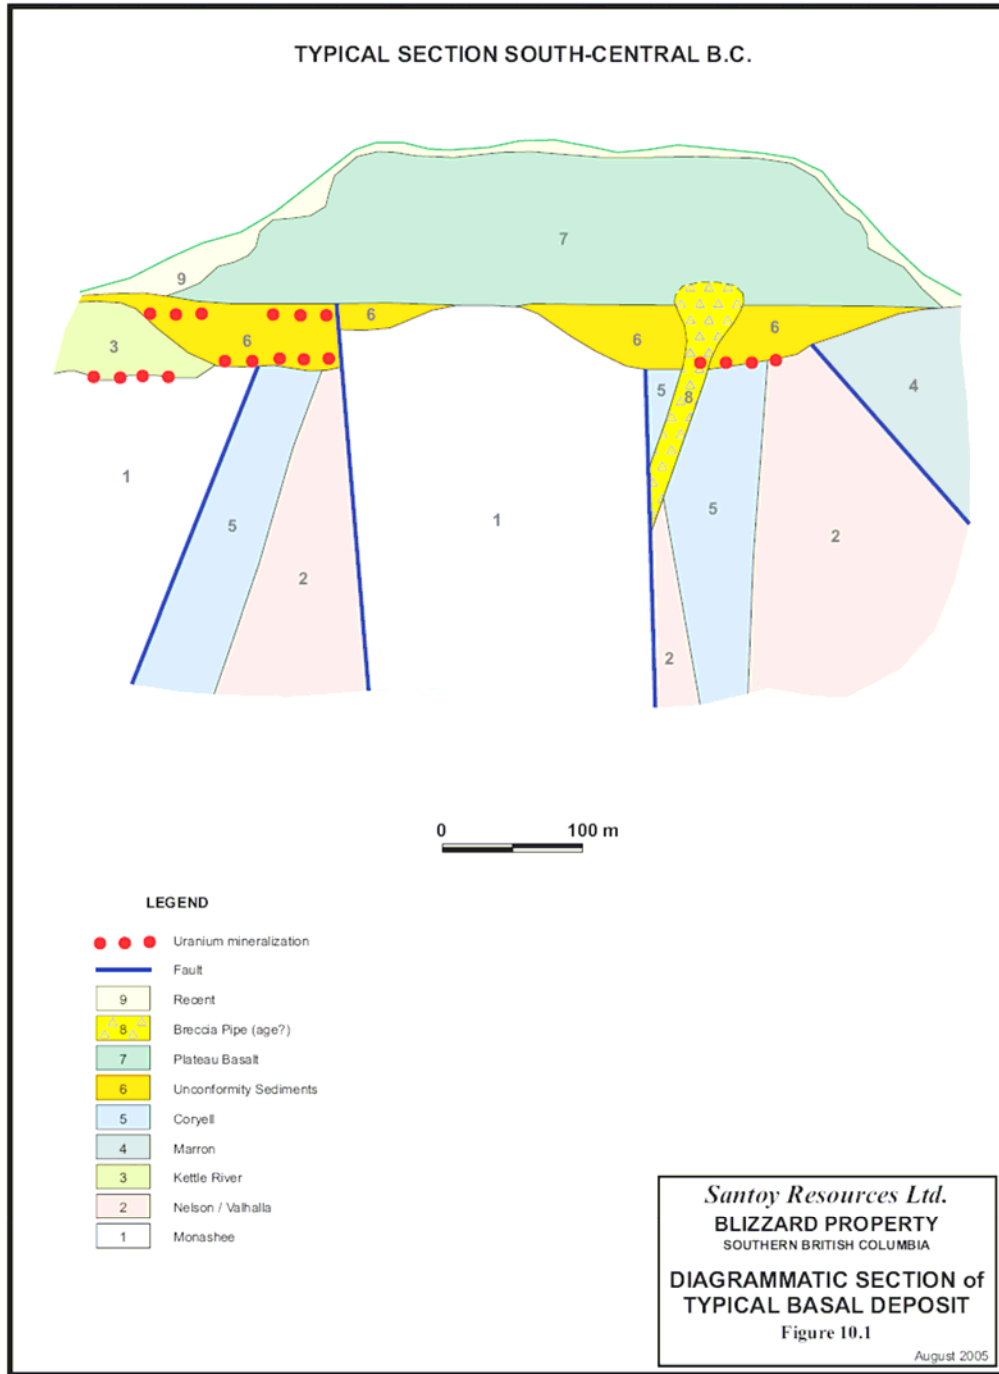 TYPICAL SECTION SOUTH-CENTRAL B.C.
7
9
6
6
3
6
6
5
8
4
1
5
1
5
2
2
2
0 100 m
LEGEND
Uranium mineralization
Fault
9 Recent
8 Breccia Pipe (age?)
7 Plateau Basalt
6 Unconformity Sediments
5 Coryell
4 Marron
3 Kettle River
2 Nelson / Valhalla
1 Monashee
Santoy Resources Ltd.
BLIZZARD PROPERTY
SOUTHERN BRITISH COLUMBIA
DIAGRAMMATIC SECTION of
TYPICAL BASAL DEPOSIT
Figure 10.1
August 2005